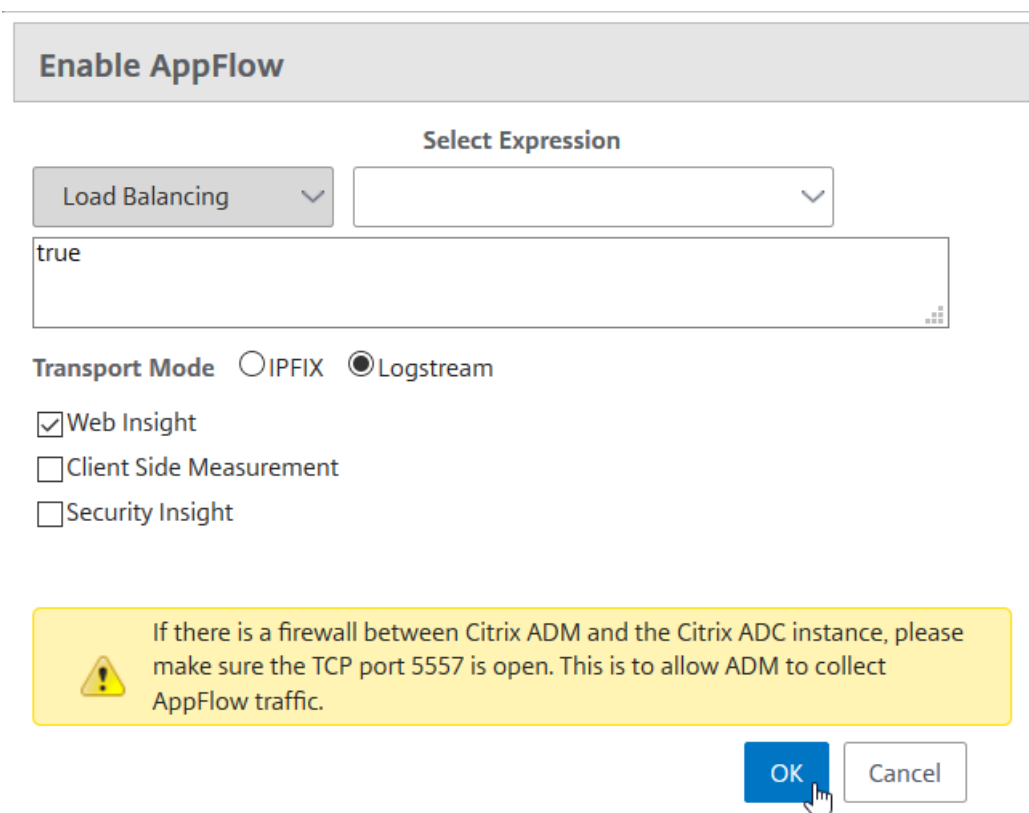 Enable AppFlow
Select Expression
Load Balancing
true
Transport Mode IPFIX Logstream
Web Insight
Client Side Measurement
Security Insight
If there is a firewall between Citrix ADM and the Citrix ADC instance, please
make sure the TCP port 5557 is open. This is to allow ADM to collect
AppFlow traffic.
OK Cancel